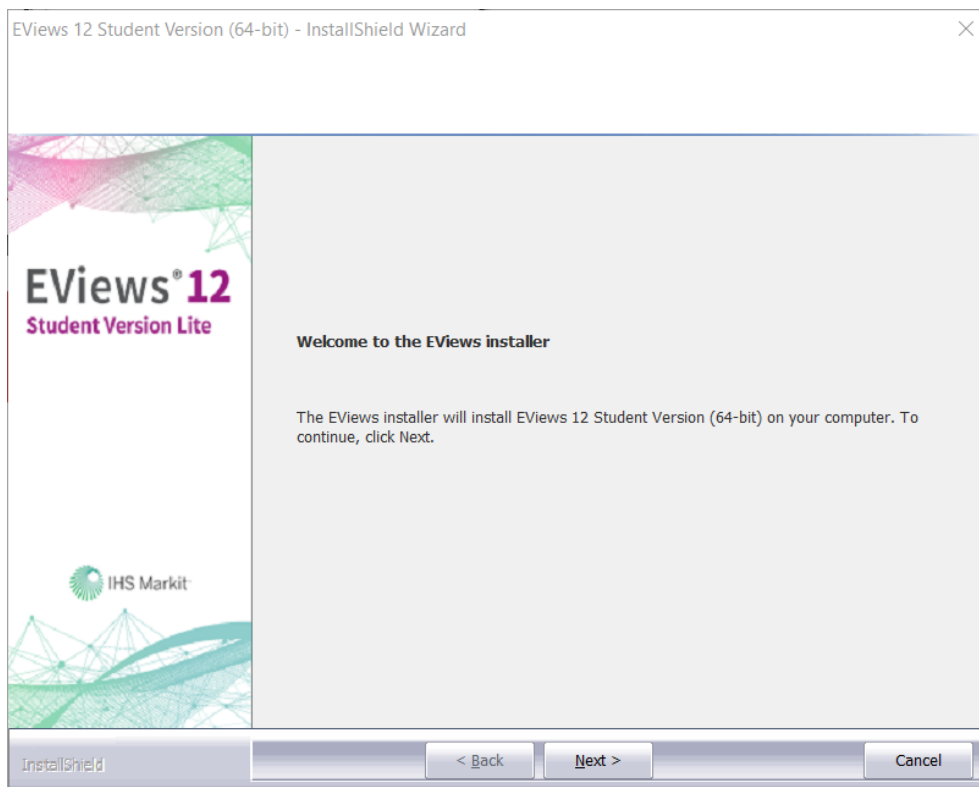 EViews 12 Student Version (64-bit) - InstallShield Wizard
EViews®12
Student Version Lite
Welcome to the EViews installer
The EViews installer will install EViews 12 Student Version (64-bit) on your computer. To
continue, click Next.
IHS Markit
InstallShield
< Back
Next >
Cancel